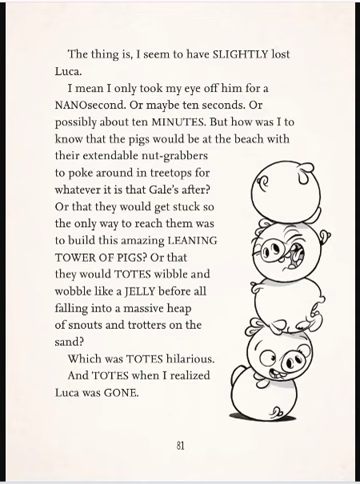 The thing is, I seem to have SLIGHTLY lost
Luca.
I mean I only took my eye off him for a
NANOsecond. Or maybe ten seconds. Or
possibly about ten MINUTES. But how was I to
know that the pigs would be at the beach with
their extendable nut-grabbers
to poke around in treetops for
whatever it is that Gale's after?
Or that they would get stuck so
the only way to reach them was
to build this amazing LEANING
TOWER OF PIGS? Or that
they would TOTES wibble and
wobble like a JELLY before all
falling into a massive heap
of snouts and trotters on the
sand?
Which was TOTES hilarious.
And TOTES when I realized
Luca was GONE.
81